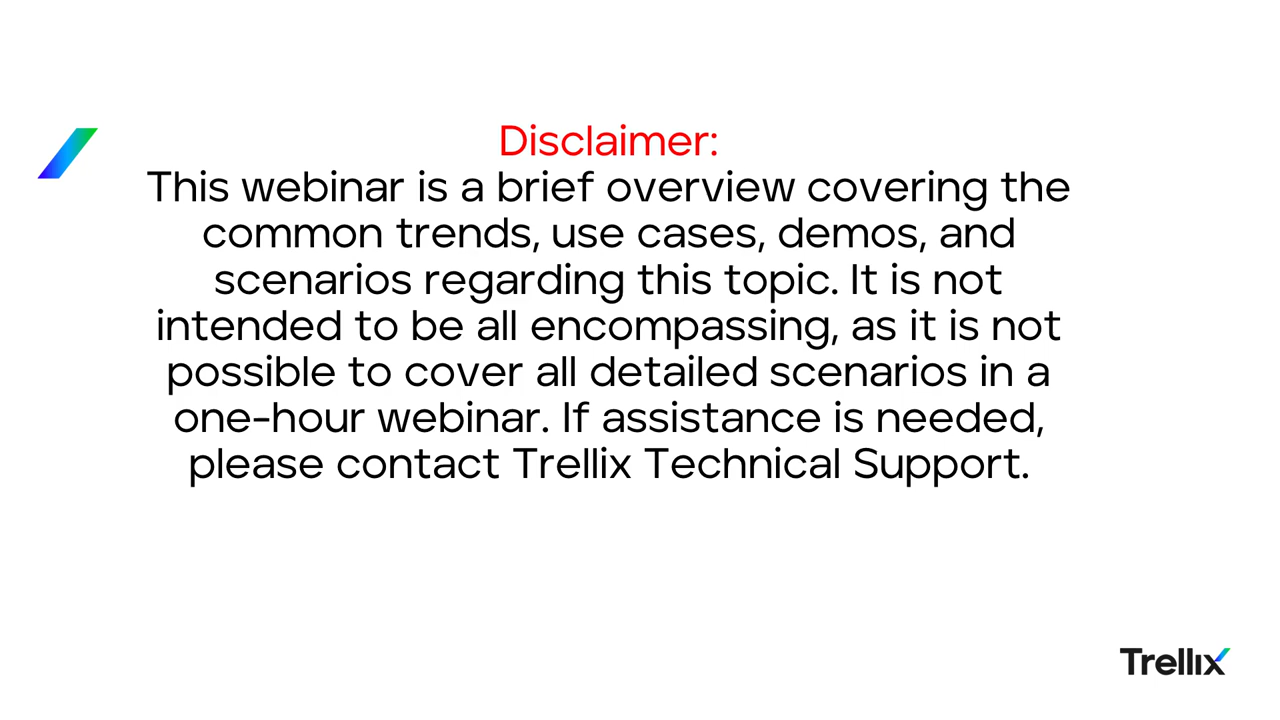 Disclaimer:
This webinar is a brief overview covering the
common trends, use cases, demos, and
scenarios regarding this topic. It is not
intended to be all encompassing, as it is not
possible to cover all detailed scenarios in a
one-hour webinar. If assistance is needed,
please contact Trellix Technical Support.
Trellix